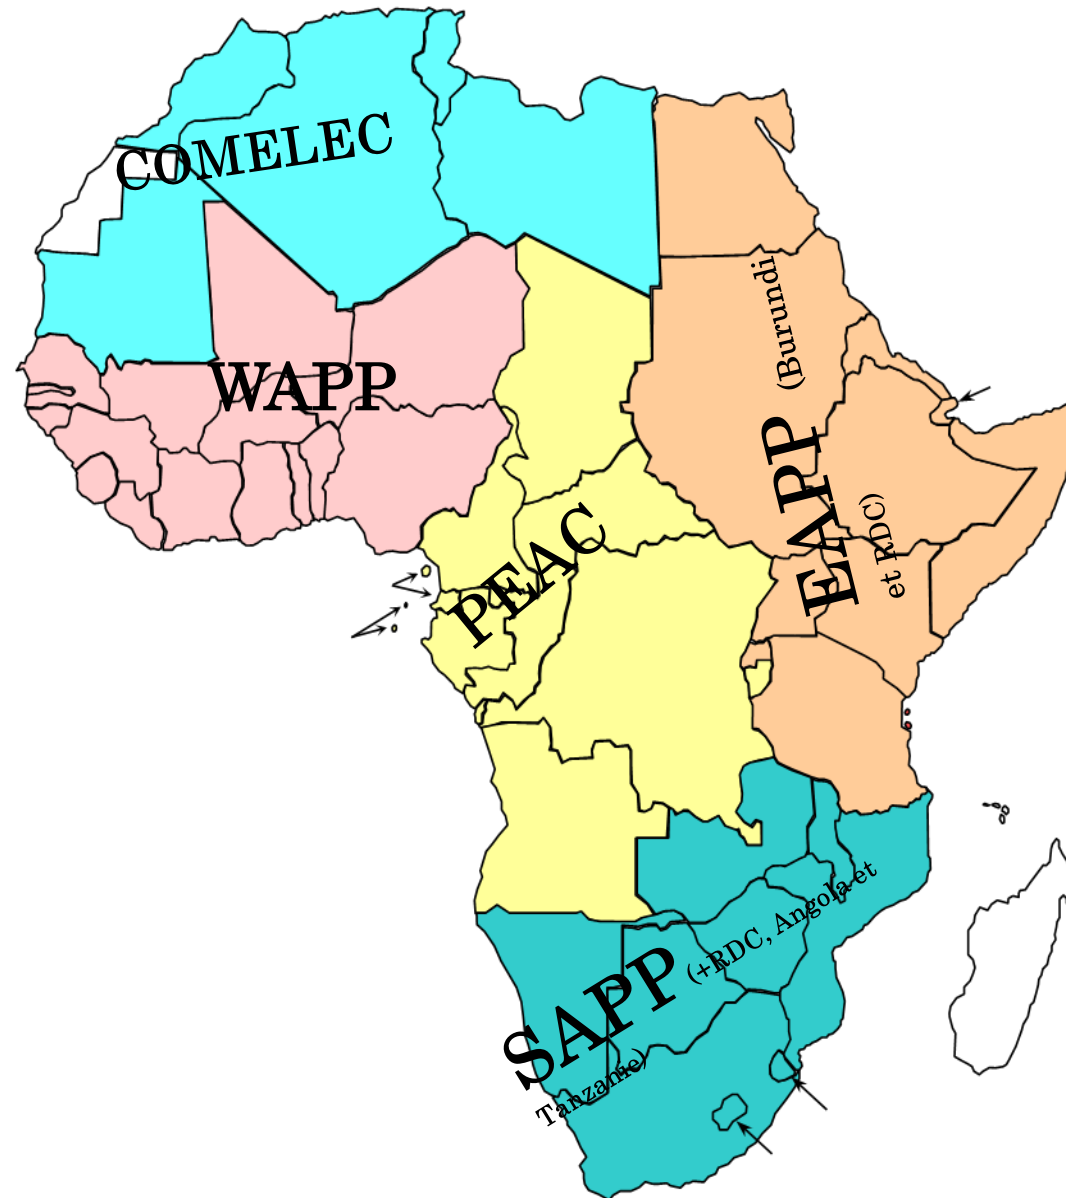 COMELEC
WAPP
EAPP (Burundi,
et RDC)
PEAC
SAPP (+RDC, Angola et
Tanzanie)